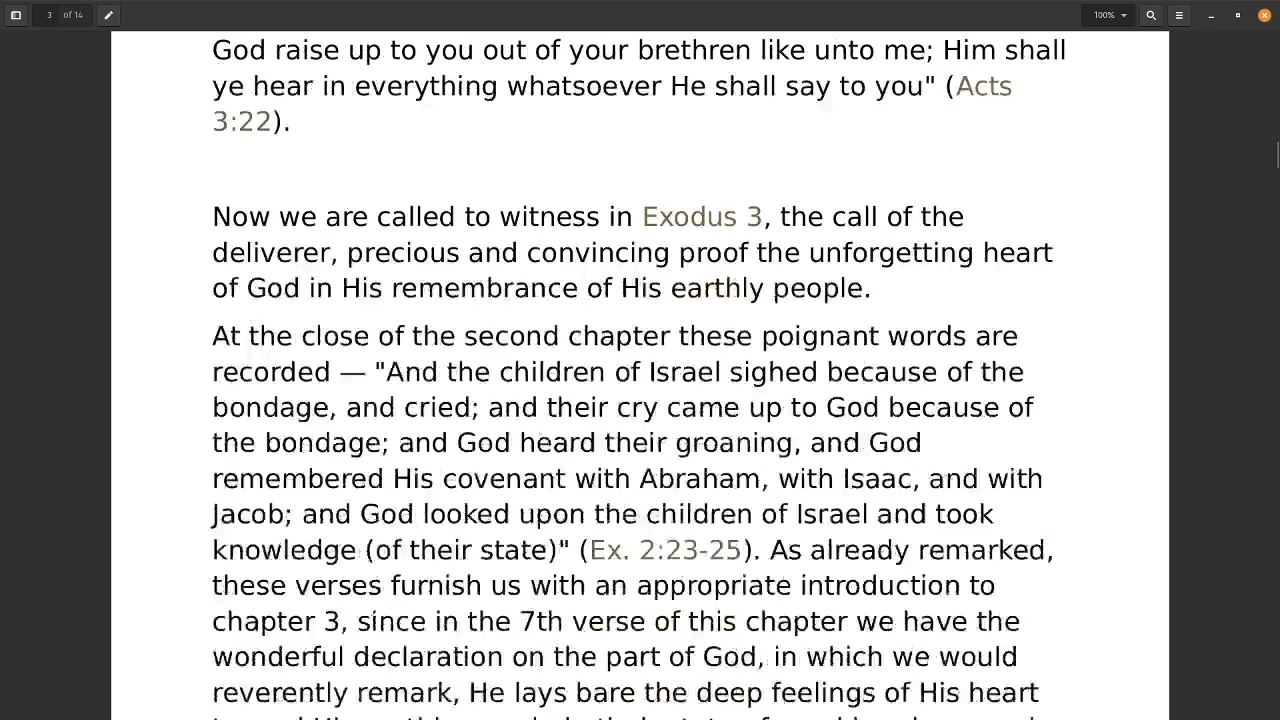 3 of 14
100%
God raise up to you out of your brethren like unto me; Him shall
ye hear in everything whatsoever He shall say to you" (Acts
3:22).
Now we are called to witness in Exodus 3, the call of the
deliverer, precious and convincing proof the unforgetting heart
of God in His remembrance of His earthly people.
At the close of the second chapter these poignant words are
recorded — "And the children of Israel sighed because of the
bondage, and cried; and their cry came up to God because of
the bondage; and God heard their groaning, and God
remembered His covenant with Abraham, with Isaac, and with
Jacob; and God looked upon the children of Israel and took
knowledge (of their state)" (Ex. 2:23-25). As already remarked,
these verses furnish us with an appropriate introduction to
chapter 3, since in the 7th verse of this chapter we have the
wonderful declaration on the part of God, in which we would
reverently remark, He lays bare the deep feelings of His heart